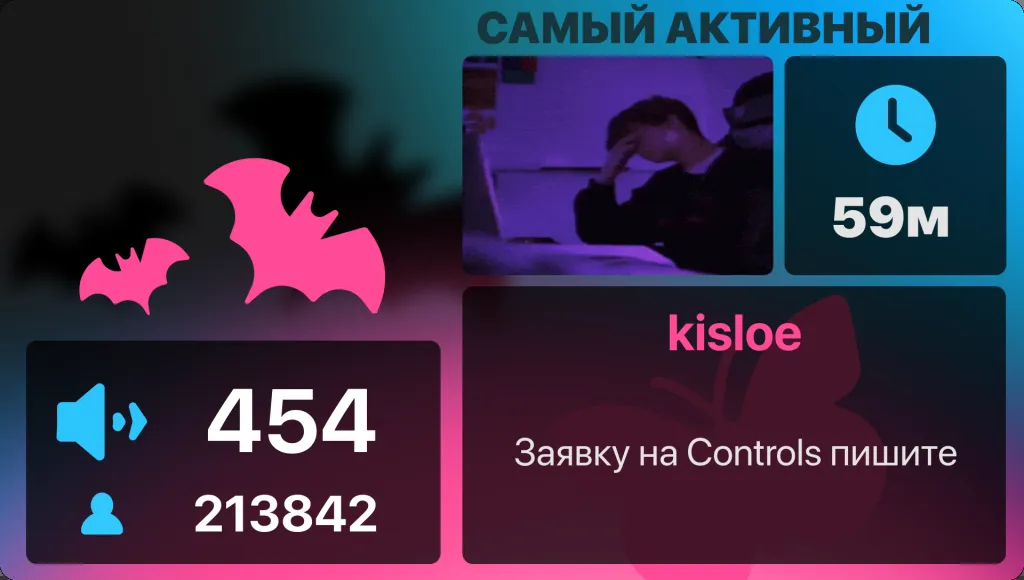 САМЫЙ АКТИВНЫЙ
59м
kisloe
Заявку на Controls пишите
454
213842